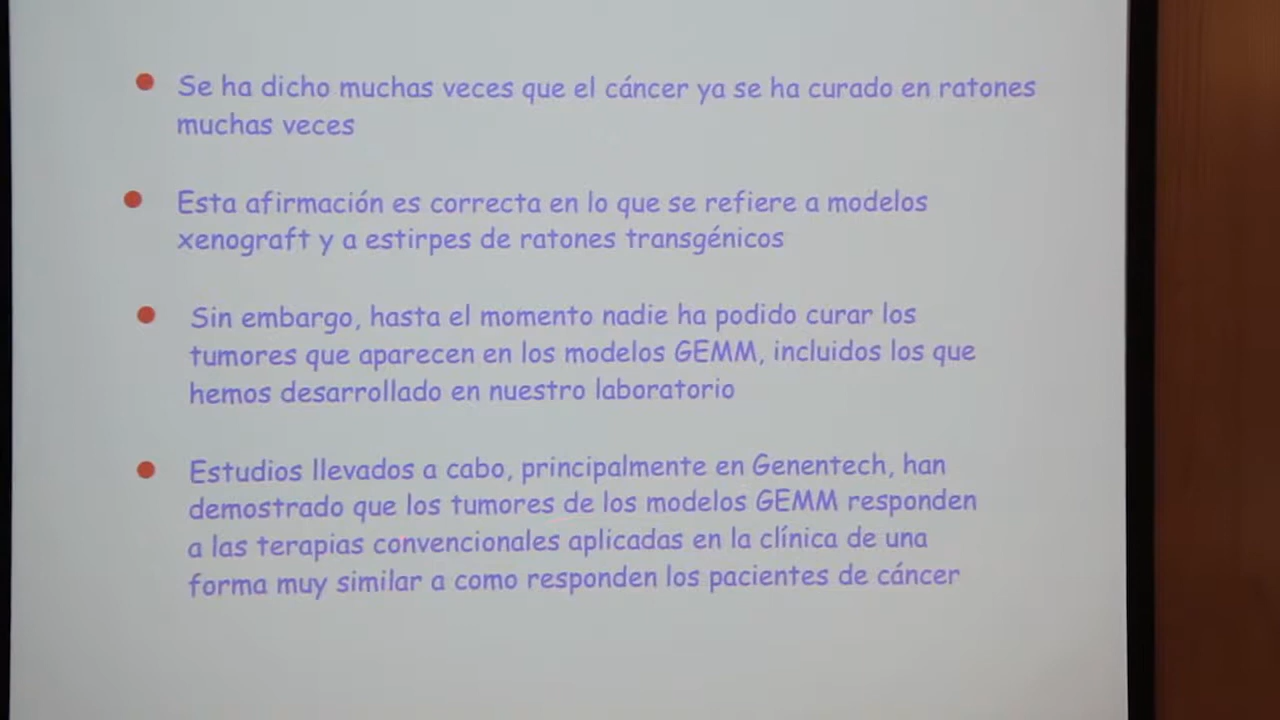 Se ha dicho muchas veces que el cáncer ya se ha curado en ratones
muchas veces
Esta afirmación es correcta en lo que se refiere a modelos
xenograft y a estirpes de ratones transgénicos
Sin embargo, hasta el momento nadie ha podido curar los
tumores que aparecen en los modelos GEMM, incluidos los que
hemos desarrollado en nuestro laboratorio
Estudios llevados a cabo, principalmente en Genentech, han
demostrado que los tumores de los modelos GEMM responden
a las terapias convencionales aplicadas en la clínica de una
forma muy similar a como responden los pacientes de cáncer